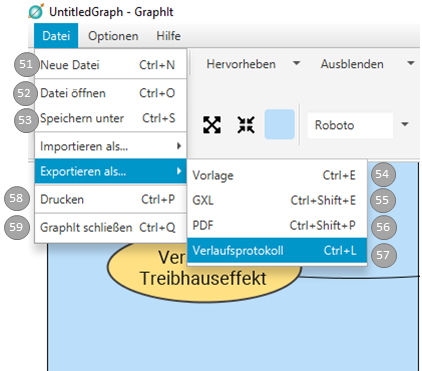 UntitledGraph - GraphIt
Datei Optionen Hilfe
51 Neue Datei Ctrl+N
Hervorheben Ausblenden
52 Datei öffnen Ctrl+O
53 Speichern unter Ctrl+S
Roboto
Importieren als...
Exportieren als...
Vorlage Ctrl+E 54
58 Drucken Ctrl+P
GXL Ctrl+Shift+E 55
59 GraphIt schließen Ctrl+Q
PDF Ctrl+Shift+P 56
Verlaufsprotokoll Ctrl+L 57
Ver
Treibhauseffekt